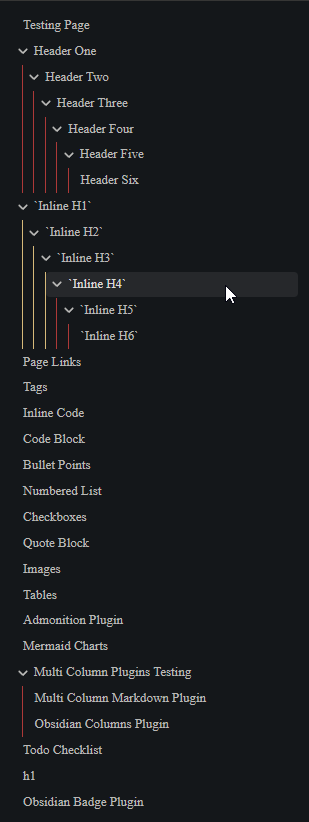 Testing Page
Header One
Header Two
Header Three
Header Four
Header Five
Header Six
`Inline H1`
`Inline H2`
`Inline H3`
`Inline H4`
`Inline H5`
`Inline H6`
Page Links
Tags
Inline Code
Code Block
Bullet Points
Numbered List
Checkboxes
Quote Block
Images
Tables
Admonition Plugin
Mermaid Charts
Multi Column Plugins Testing
Multi Column Markdown Plugin
Obsidian Columns Plugin
Todo Checklist
h1
Obsidian Badge Plugin